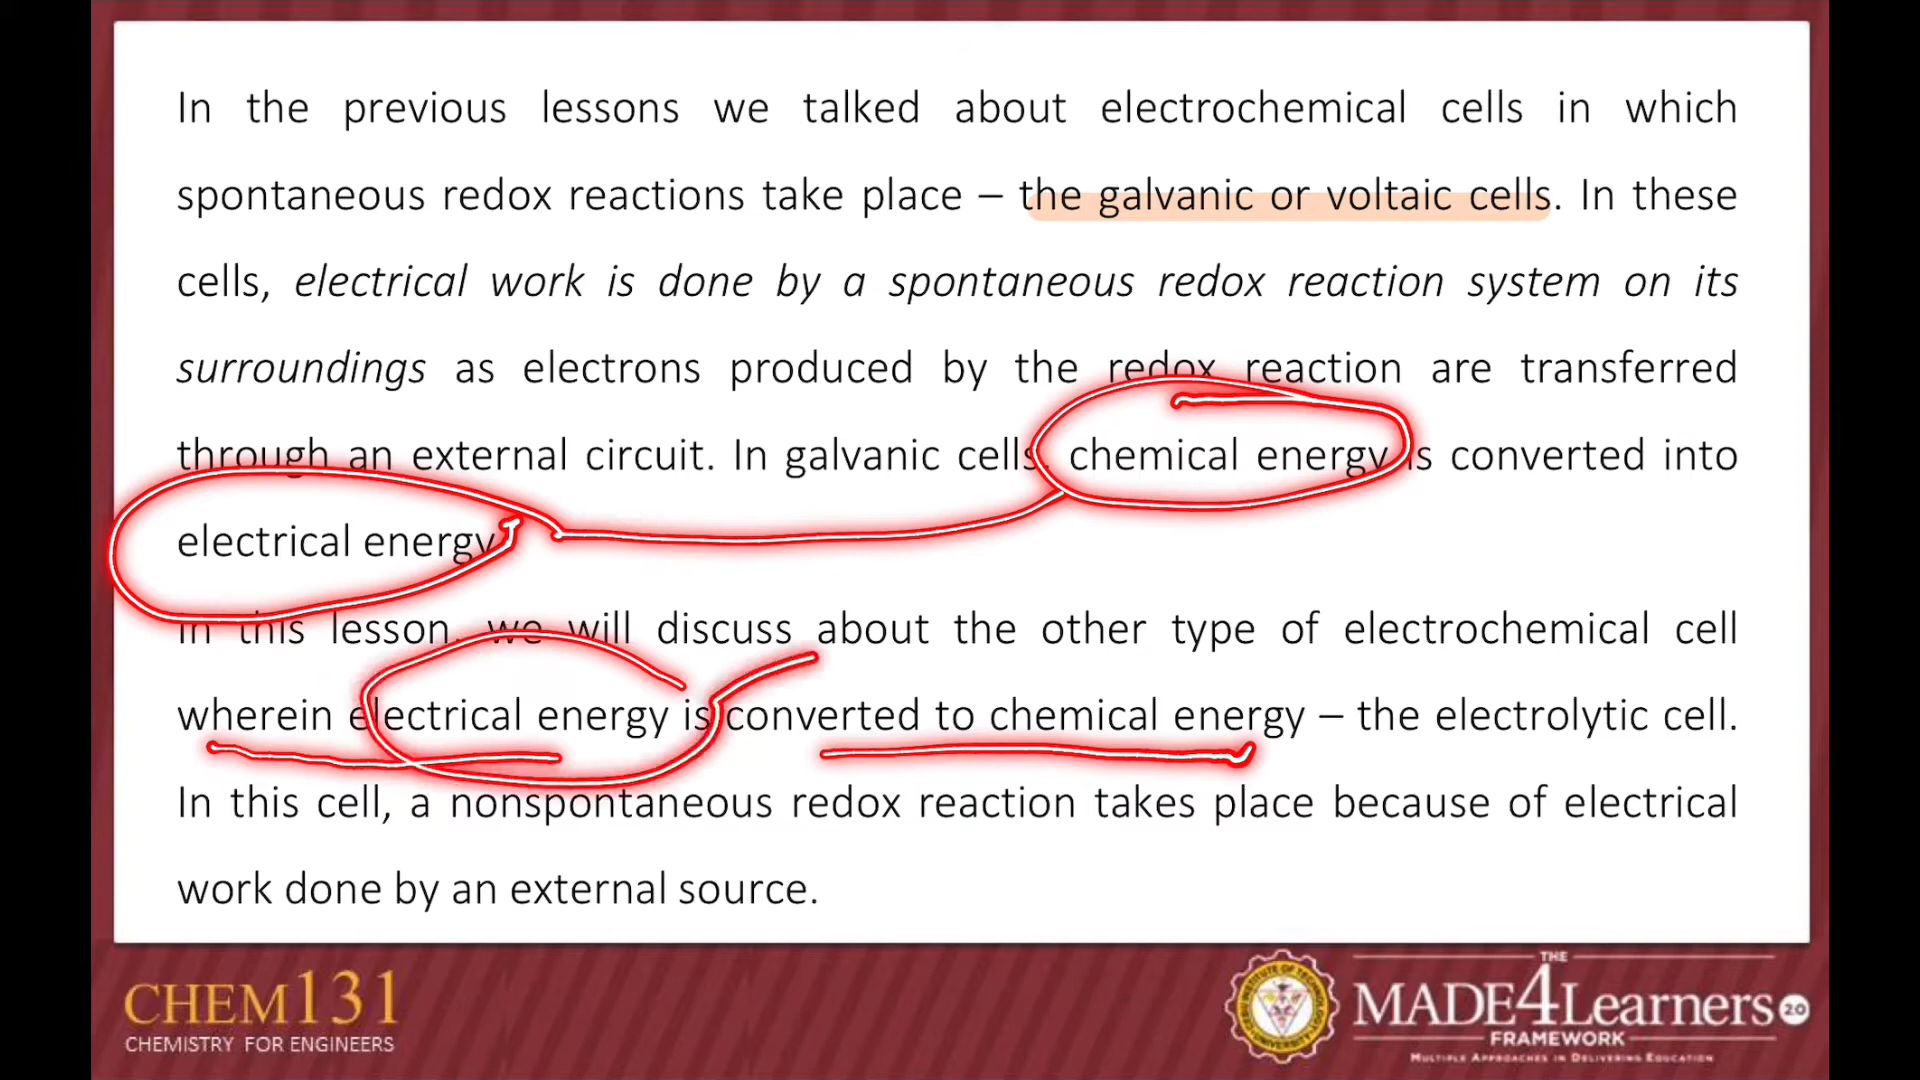 In the previous lessons we talked about electrochemical cells in which
spontaneous redox reactions take place – the galvanic or voltaic cells. In these
cells, electrical work is done by a spontaneous redox reaction system on its
surroundings as electrons produced by the redox reaction are transferred
through an external circuit. In galvanic cells, chemical energy is converted into
electrical energy.
In this lesson, we will discuss about the other type of electrochemical cell
wherein electrical energy is converted to chemical energy – the electrolytic cell.
In this cell, a nonspontaneous redox reaction takes place because of electrical
work done by an external source.
CHEM131
CHEMISTRY FOR ENGINEERS
THE
MADE4Learners 2.0
FRAMEWORK
MULTIPLE APPROACHES IN DELIVERING EDUCATION